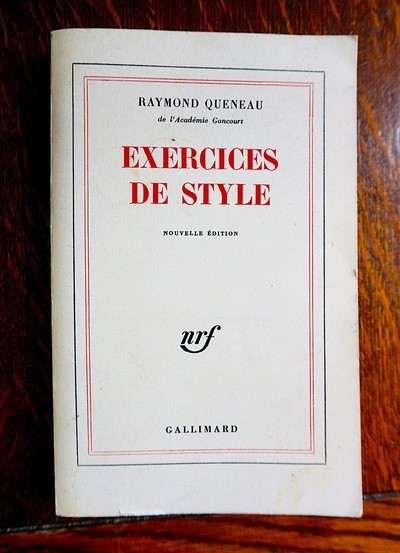 RAYMOND QUENEAU
de l'Académie Goncourt
EXERCICES
DE STYLE
NOUVELLE ÉDITION
nrf
GALLIMARD